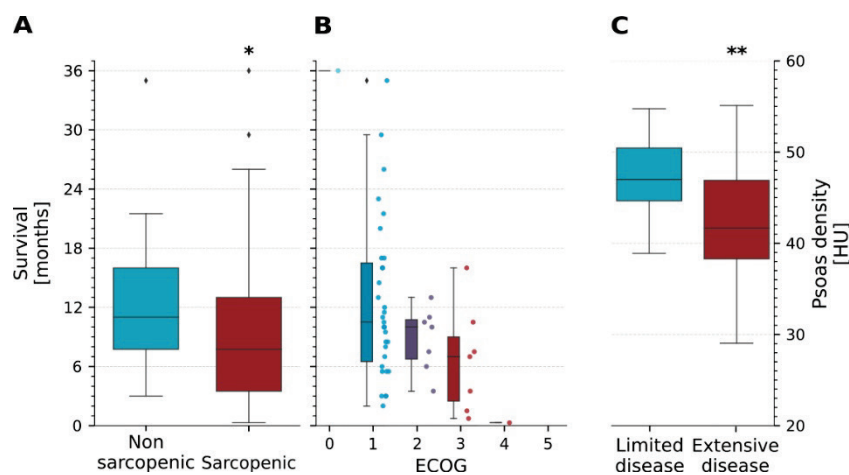 A
B
C
*
**
Survival
[months]
36
30
24
18
12
6
0
Non
sarcopenic
Sarcopenic
0 1 2 3 4 5
ECOG
60
50
40
30
20
Psoas density
[HU]
Limited
disease
Extensive
disease